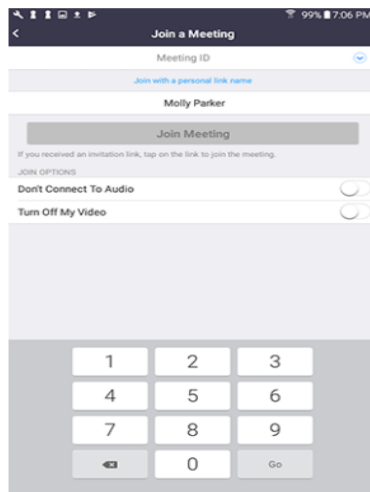 99% 7:06 PM
Join a Meeting
Meeting ID
Join with a personal link name
Molly Parker
Join Meeting
If you received an invitation link, tap on the link to join the meeting.
JOIN OPTIONS
Don't Connect To Audio
Turn Off My Video
1 2 3
4 5 6
7 8 9
0 Go